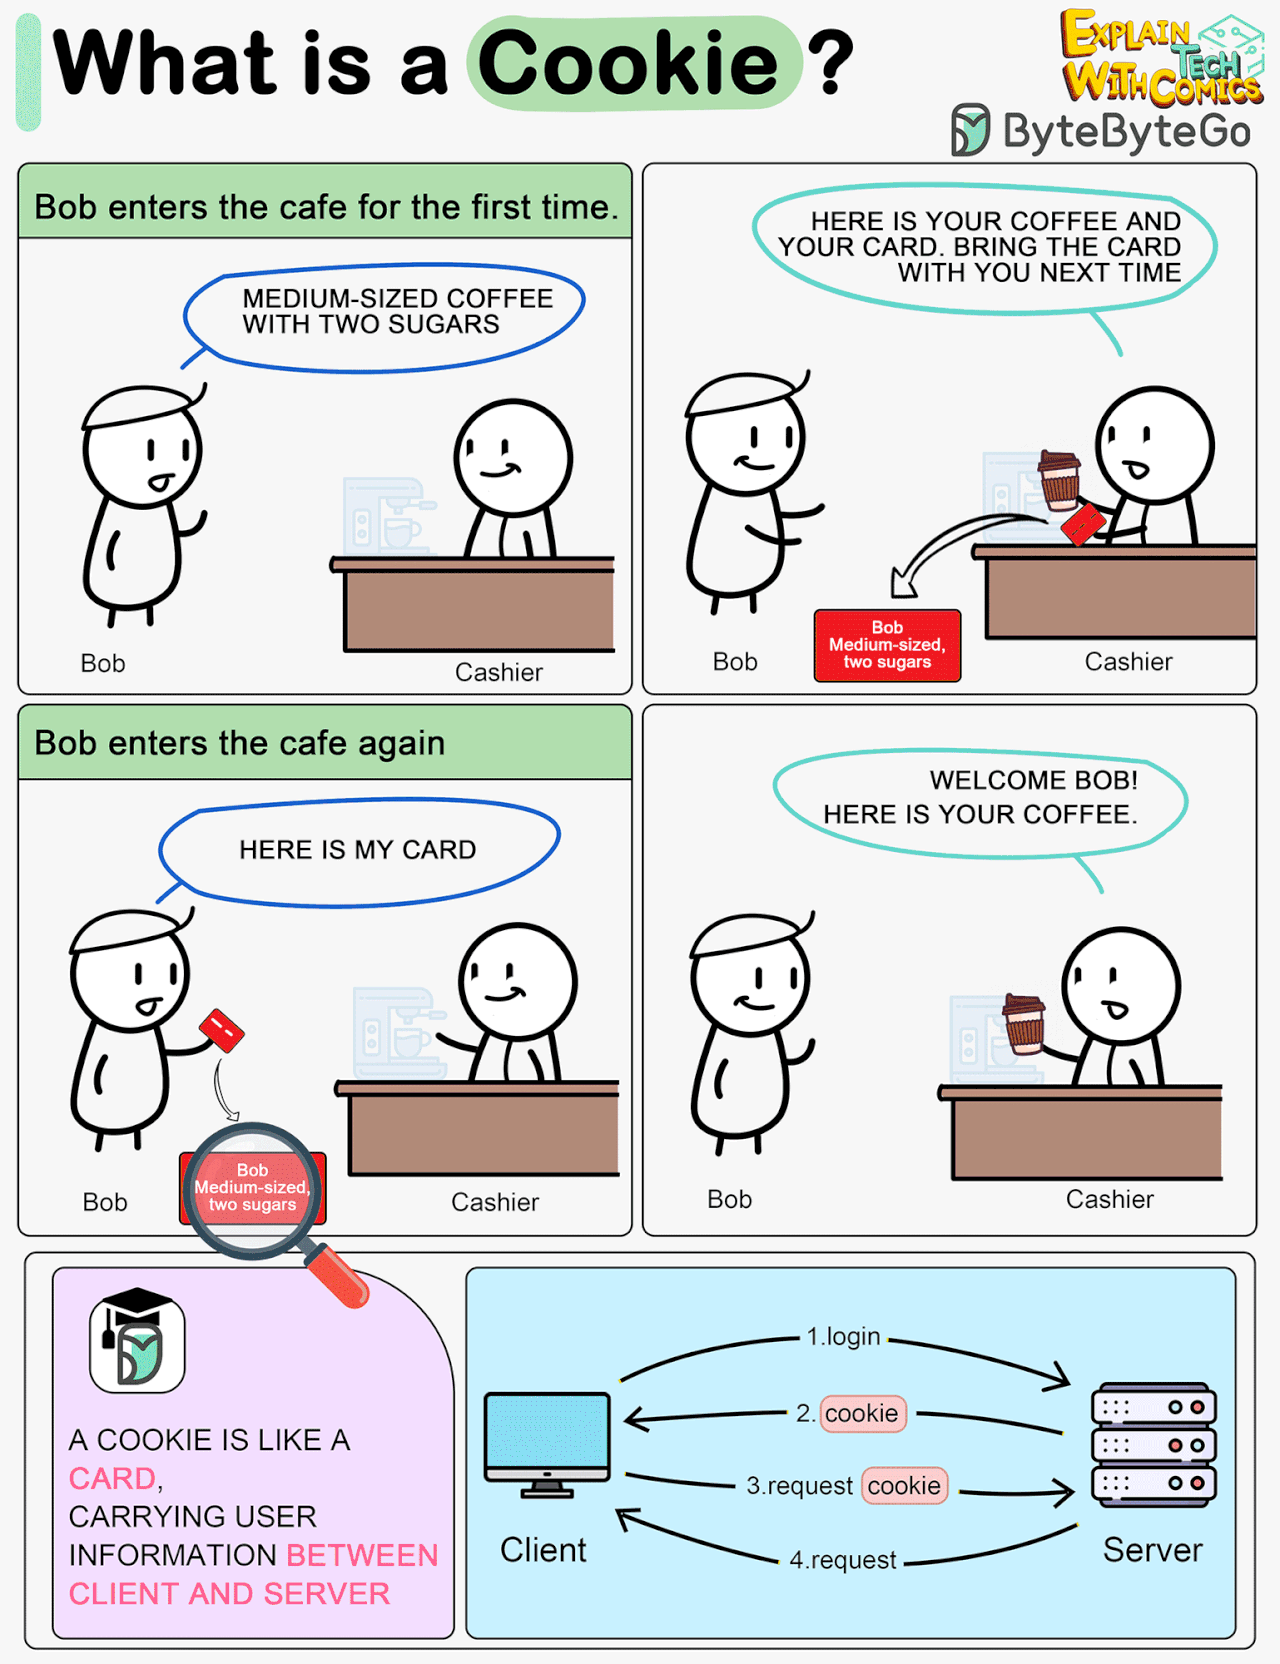 What is a Cookie ?
EXPLAIN
TECH
WITH COMICS
ByteByteGo
Bob enters the cafe for the first time.
MEDIUM-SIZED COFFEE
WITH TWO SUGARS
Bob
Cashier
HERE IS YOUR COFFEE AND
YOUR CARD. BRING THE CARD
WITH YOU NEXT TIME
Bob
Bob
Medium-sized,
two sugars
Cashier
Bob enters the cafe again
HERE IS MY CARD
Bob
Bob
Medium-sized,
two sugars
Cashier
WELCOME BOB!
HERE IS YOUR COFFEE.
Bob
Cashier
A COOKIE IS LIKE A
CARD,
CARRYING USER
INFORMATION BETWEEN
CLIENT AND SERVER
1.login
2. cookie
3.request cookie
4.request
Client
Server